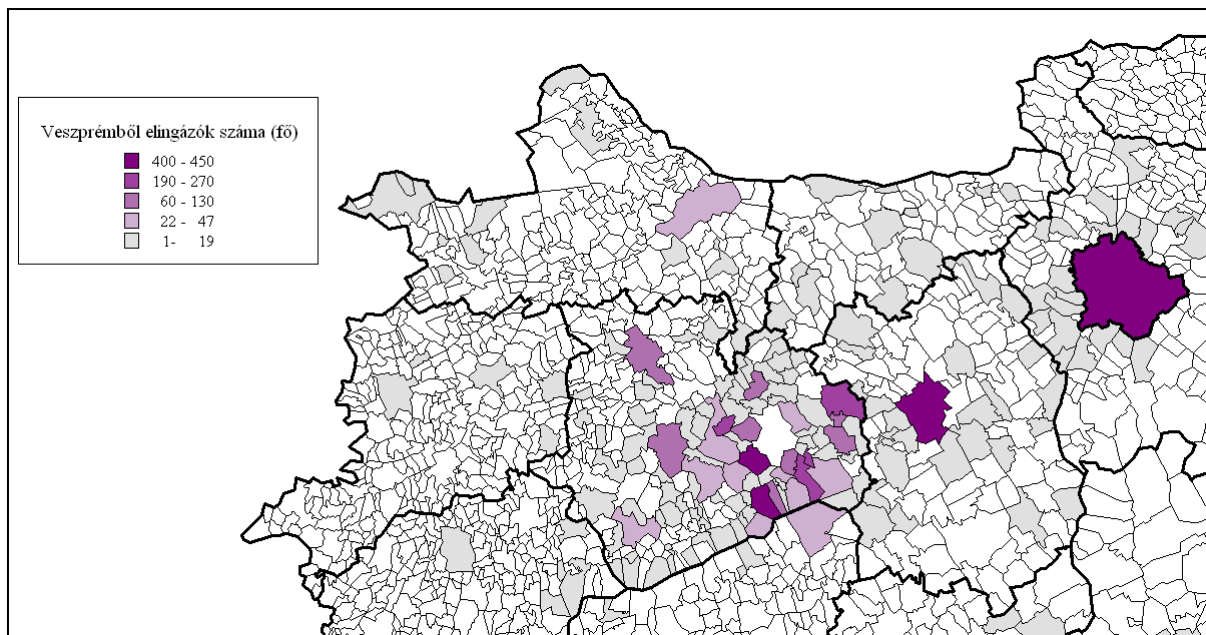 Veszprémből elingázók száma (fő)
400 - 450
190 - 270
60 - 130
22 - 47
1- 19